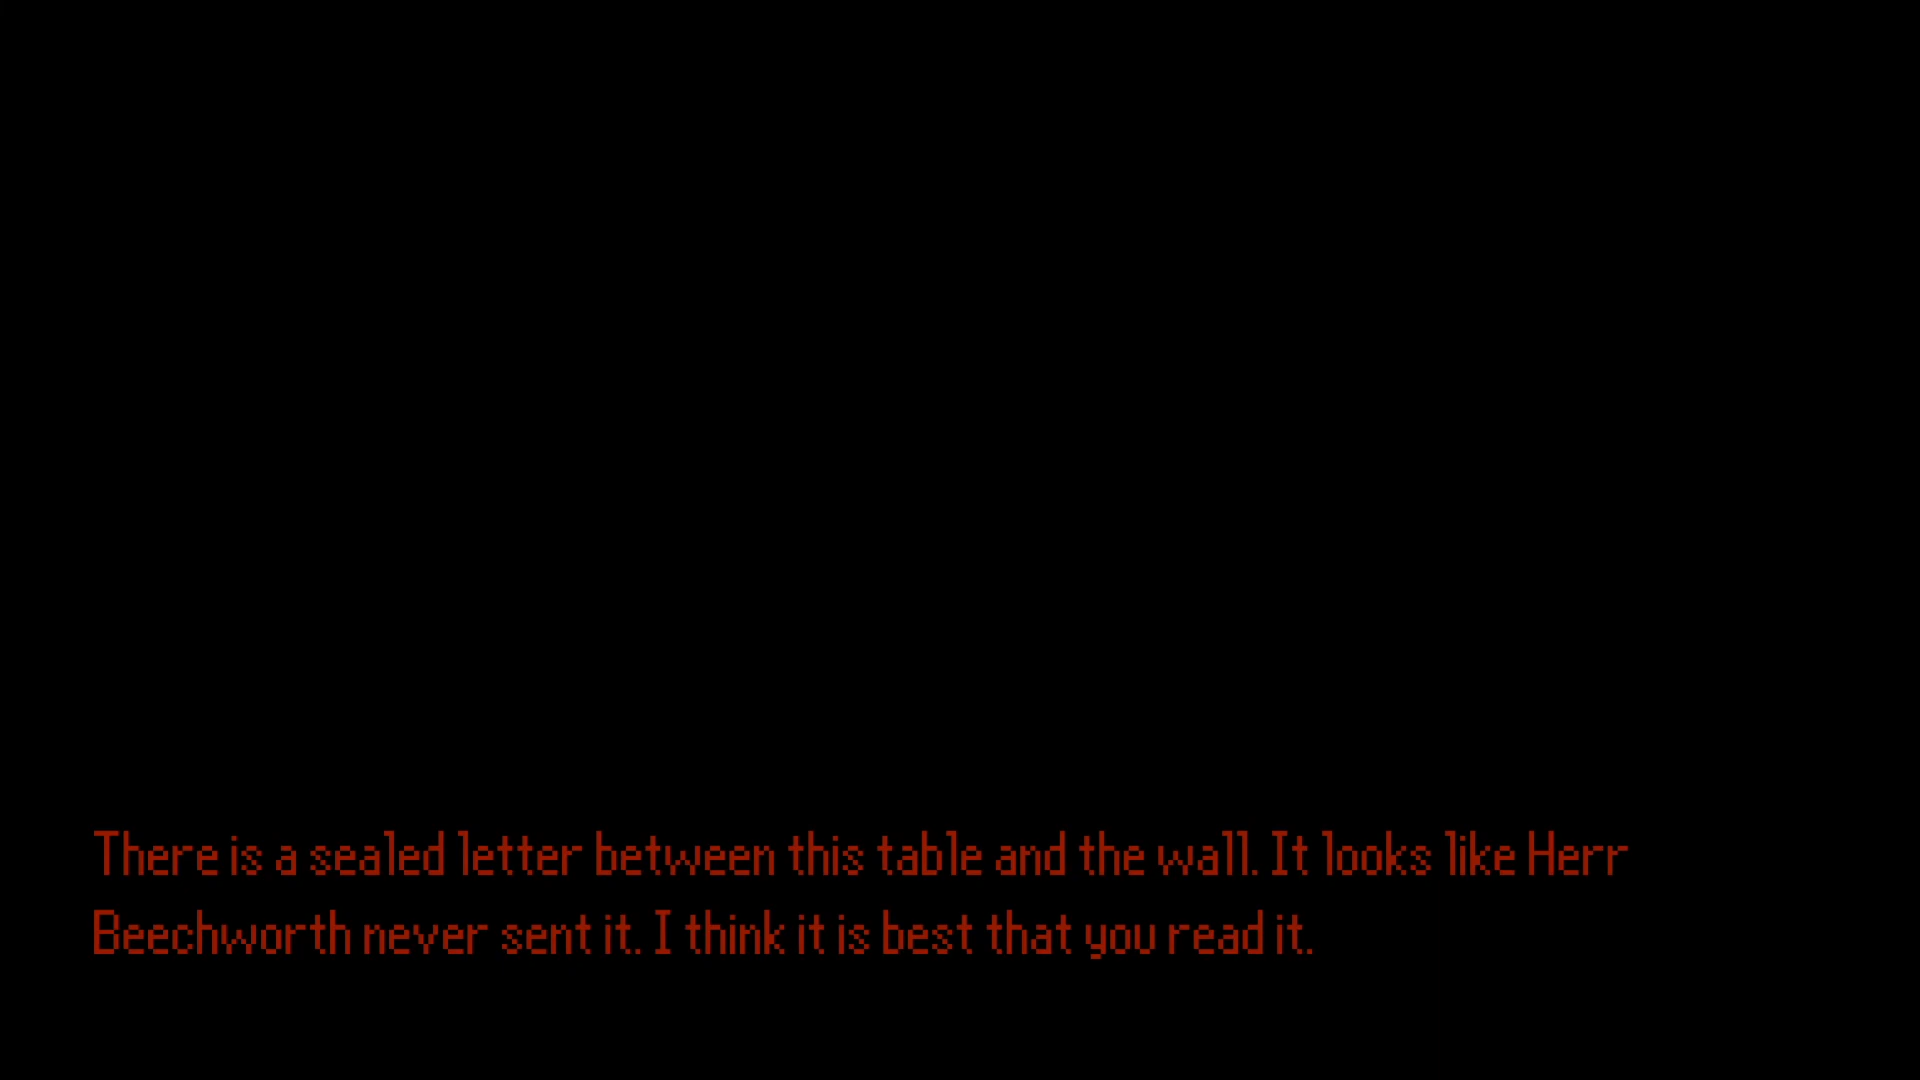 There is a sealed letter between this table and the wall. It looks like Herr
Beechworth never sent it. I think it is best that you read it.